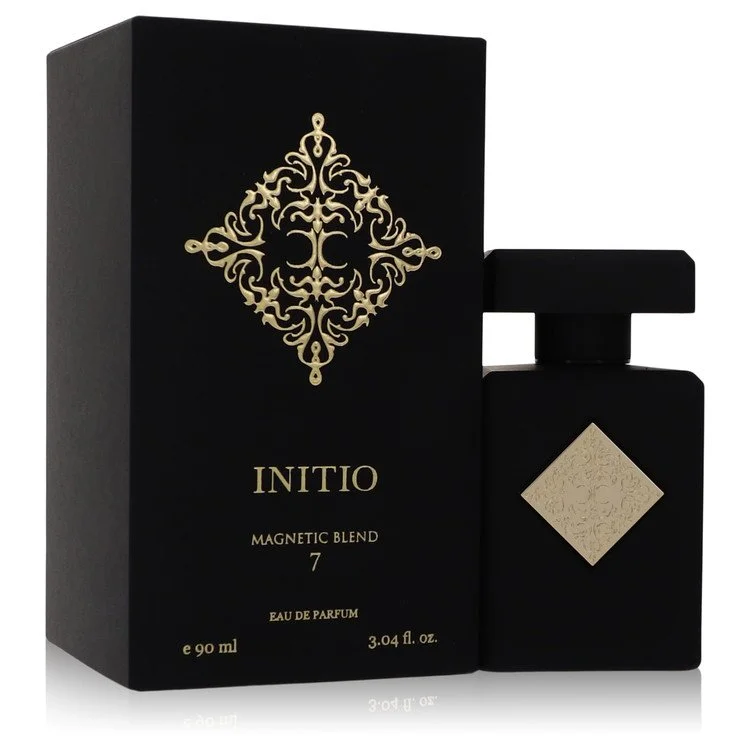 INITIO
MAGNETIC BLEND
7
EAU DE PARFUM
e 90 ml 3.04 fl. oz.